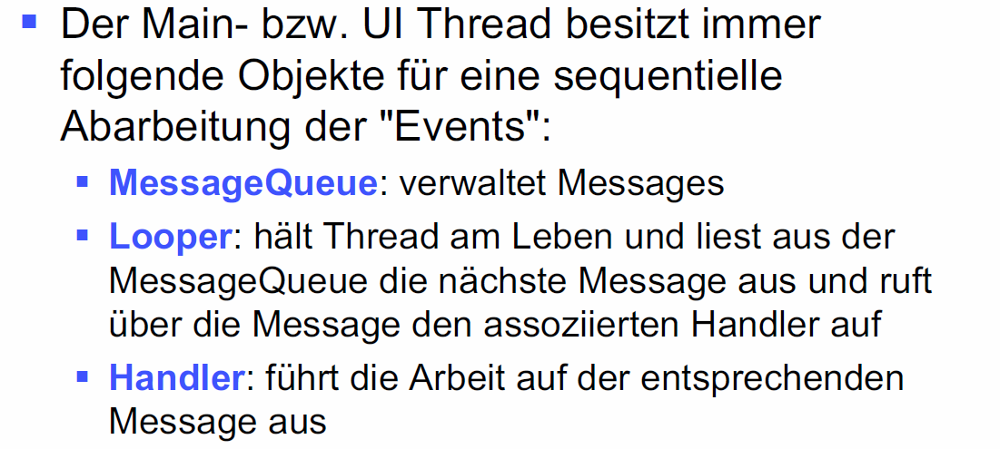 ▪ Der Main- bzw. UI Thread besitzt immer
folgende Objekte für eine sequentielle
Abarbeitung der "Events":
▪ MessageQueue: verwaltet Messages
▪ Looper: hält Thread am Leben und liest aus der
MessageQueue die nächste Message aus und ruft
über die Message den assoziierten Handler auf
▪ Handler: führt die Arbeit auf der entsprechenden
Message aus